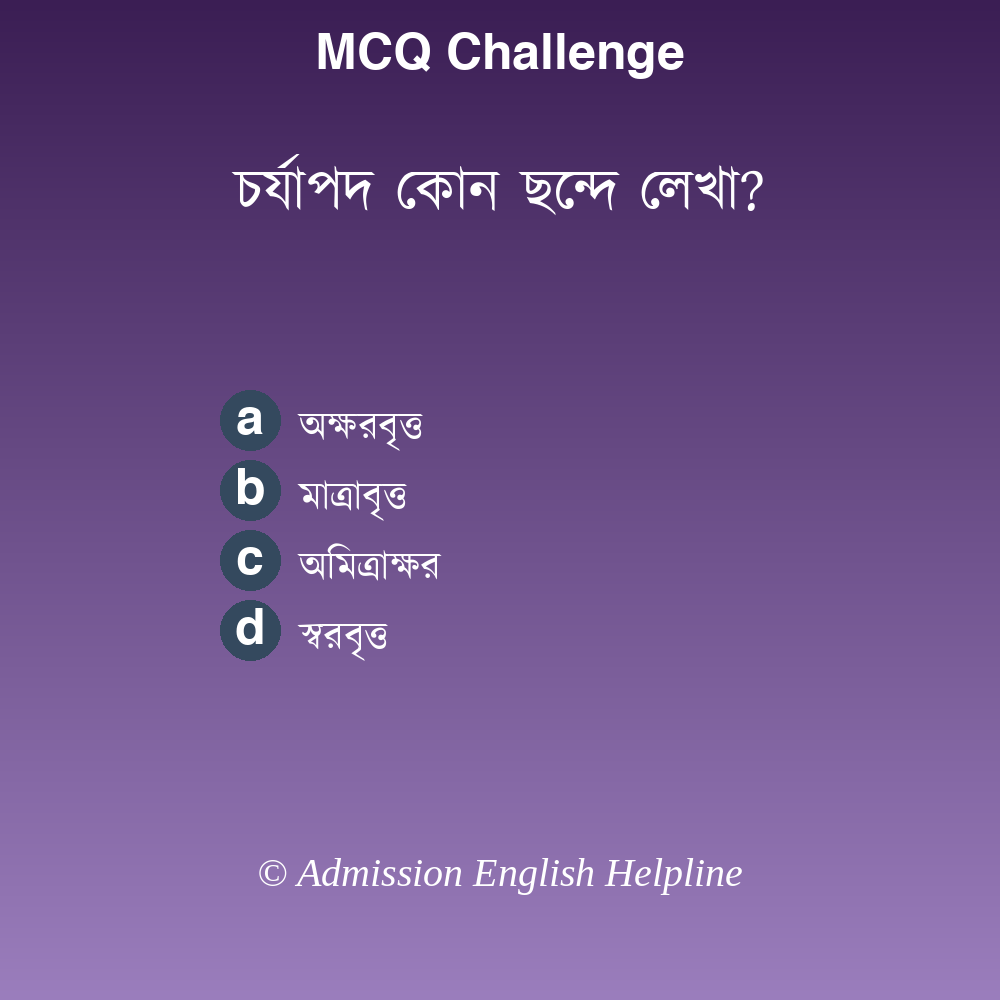 MCQ Challenge
চর্যাপদ কোন ছন্দে লেখা?
a অক্ষরবৃত্ত
b মাত্রাবৃত্ত
c অমিত্রাক্ষর
d স্বরবৃত্ত
© Admission English Helpline